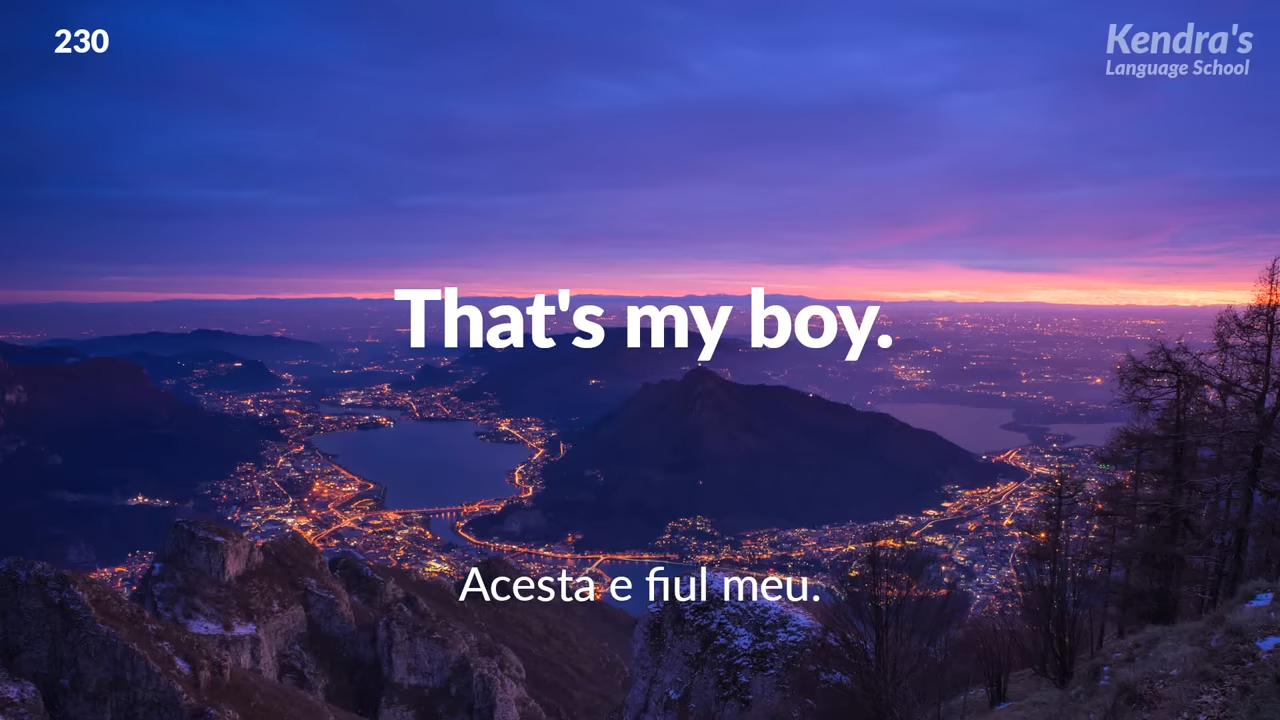 230
Kendra's
Language School
That's my boy.
Acesta e fiul meu.